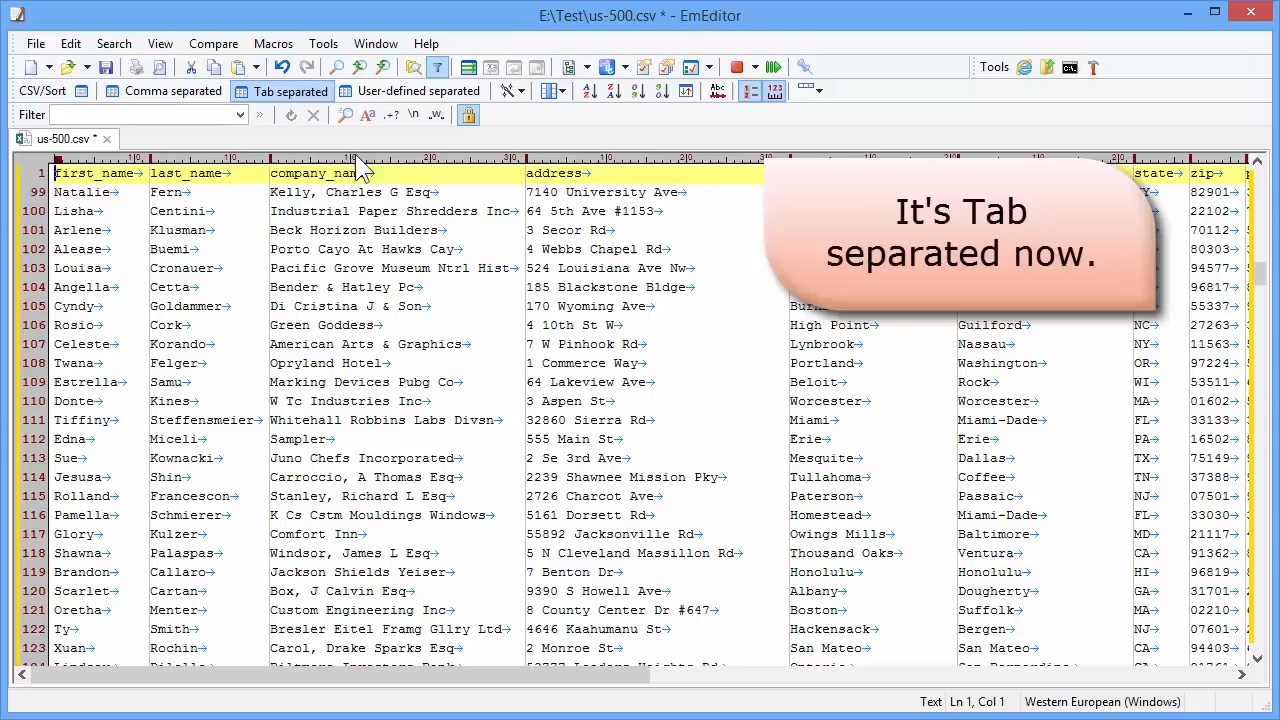 E:\Test\us-500.csv * - EmEditor
File Edit Search View Compare Macros Tools Window Help
Tools
CSV/Sort Comma separated Tab separated User-defined separated
Filter
us-500.csv *
1 first_name last_name company_nam address state zip
99 Natalie Fern Kelly, Charles G Esq 7140 University Ave 82901
100 Lisha Centini Industrial Paper Shredders Inc 64 5th Ave #1153 22102
101 Arlene Klusman Beck Horizon Builders 3 Secor Rd 70112
102 Alease Buemi Porto Cayo At Hawks Cay 4 Webbs Chapel Rd 80303
103 Louisa Cronauer Pacific Grove Museum Ntrl Hist 524 Louisiana Ave Nw 94577
104 Angella Cetta Bender & Hatley Pc 185 Blackstone Bldge 96817
105 Cyndy Goldammer Di Cristina J & Son 170 Wyoming Ave 55337
106 Rosio Cork Green Goddess 4 10th St W High Point Guilford NC 27263
107 Celeste Korando American Arts & Graphics 7 W Pinhook Rd Lynbrook Nassau NY 11563
108 Twana Felger Opryland Hotel 1 Commerce Way Portland Washington OR 97224
109 Estrella Samu Marking Devices Pubg Co 64 Lakeview Ave Beloit Rock WI 53511
110 Donte Kines W Tc Industries Inc 3 Aspen St Worcester Worcester MA 01602
111 Tiffiny Steffensmeier Whitehall Robbins Labs Divsn 32860 Sierra Rd Miami Miami-Dade FL 33133
112 Edna Miceli Sampler 555 Main St Erie Erie PA 16502
113 Sue Kownacki Juno Chefs Incorporated 2 Se 3rd Ave Mesquite Dallas TX 75149
114 Jesusa Shin Carroccio, A Thomas Esq 2239 Shawnee Mission Pky Tullahoma Coffee TN 37388
115 Rolland Francescon Stanley, Richard L Esq 2726 Charcot Ave Paterson Passaic NJ 07501
116 Pamella Schmierer K Cs Cstm Mouldings Windows 5161 Dorsett Rd Homestead Miami-Dade FL 33030
117 Glory Kulzer Comfort Inn 55892 Jacksonville Rd Owings Mills Baltimore MD 21117
118 Shawna Palaspas Windsor, James L Esq 5 N Cleveland Massillon Rd Thousand Oaks Ventura CA 91362
119 Brandon Callaro Jackson Shields Yeiser 7 Benton Dr Honolulu Honolulu HI 96819
120 Scarlet Cartan Box, J Calvin Esq 9390 S Howell Ave Albany Dougherty GA 31701
121 Oretha Menter Custom Engineering Inc 8 County Center Dr #647 Boston Suffolk MA 02210
122 Ty Smith Bresler Eitel Framg Gllry Ltd 4646 Kaahumanu St Hackensack Bergen NJ 07601
123 Xuan Rochin Carol, Drake Sparks Esq 2 Monroe St San Mateo San Mateo CA
It's Tab
separated now.
Text Ln 1, Col 1 Western European (Windows)